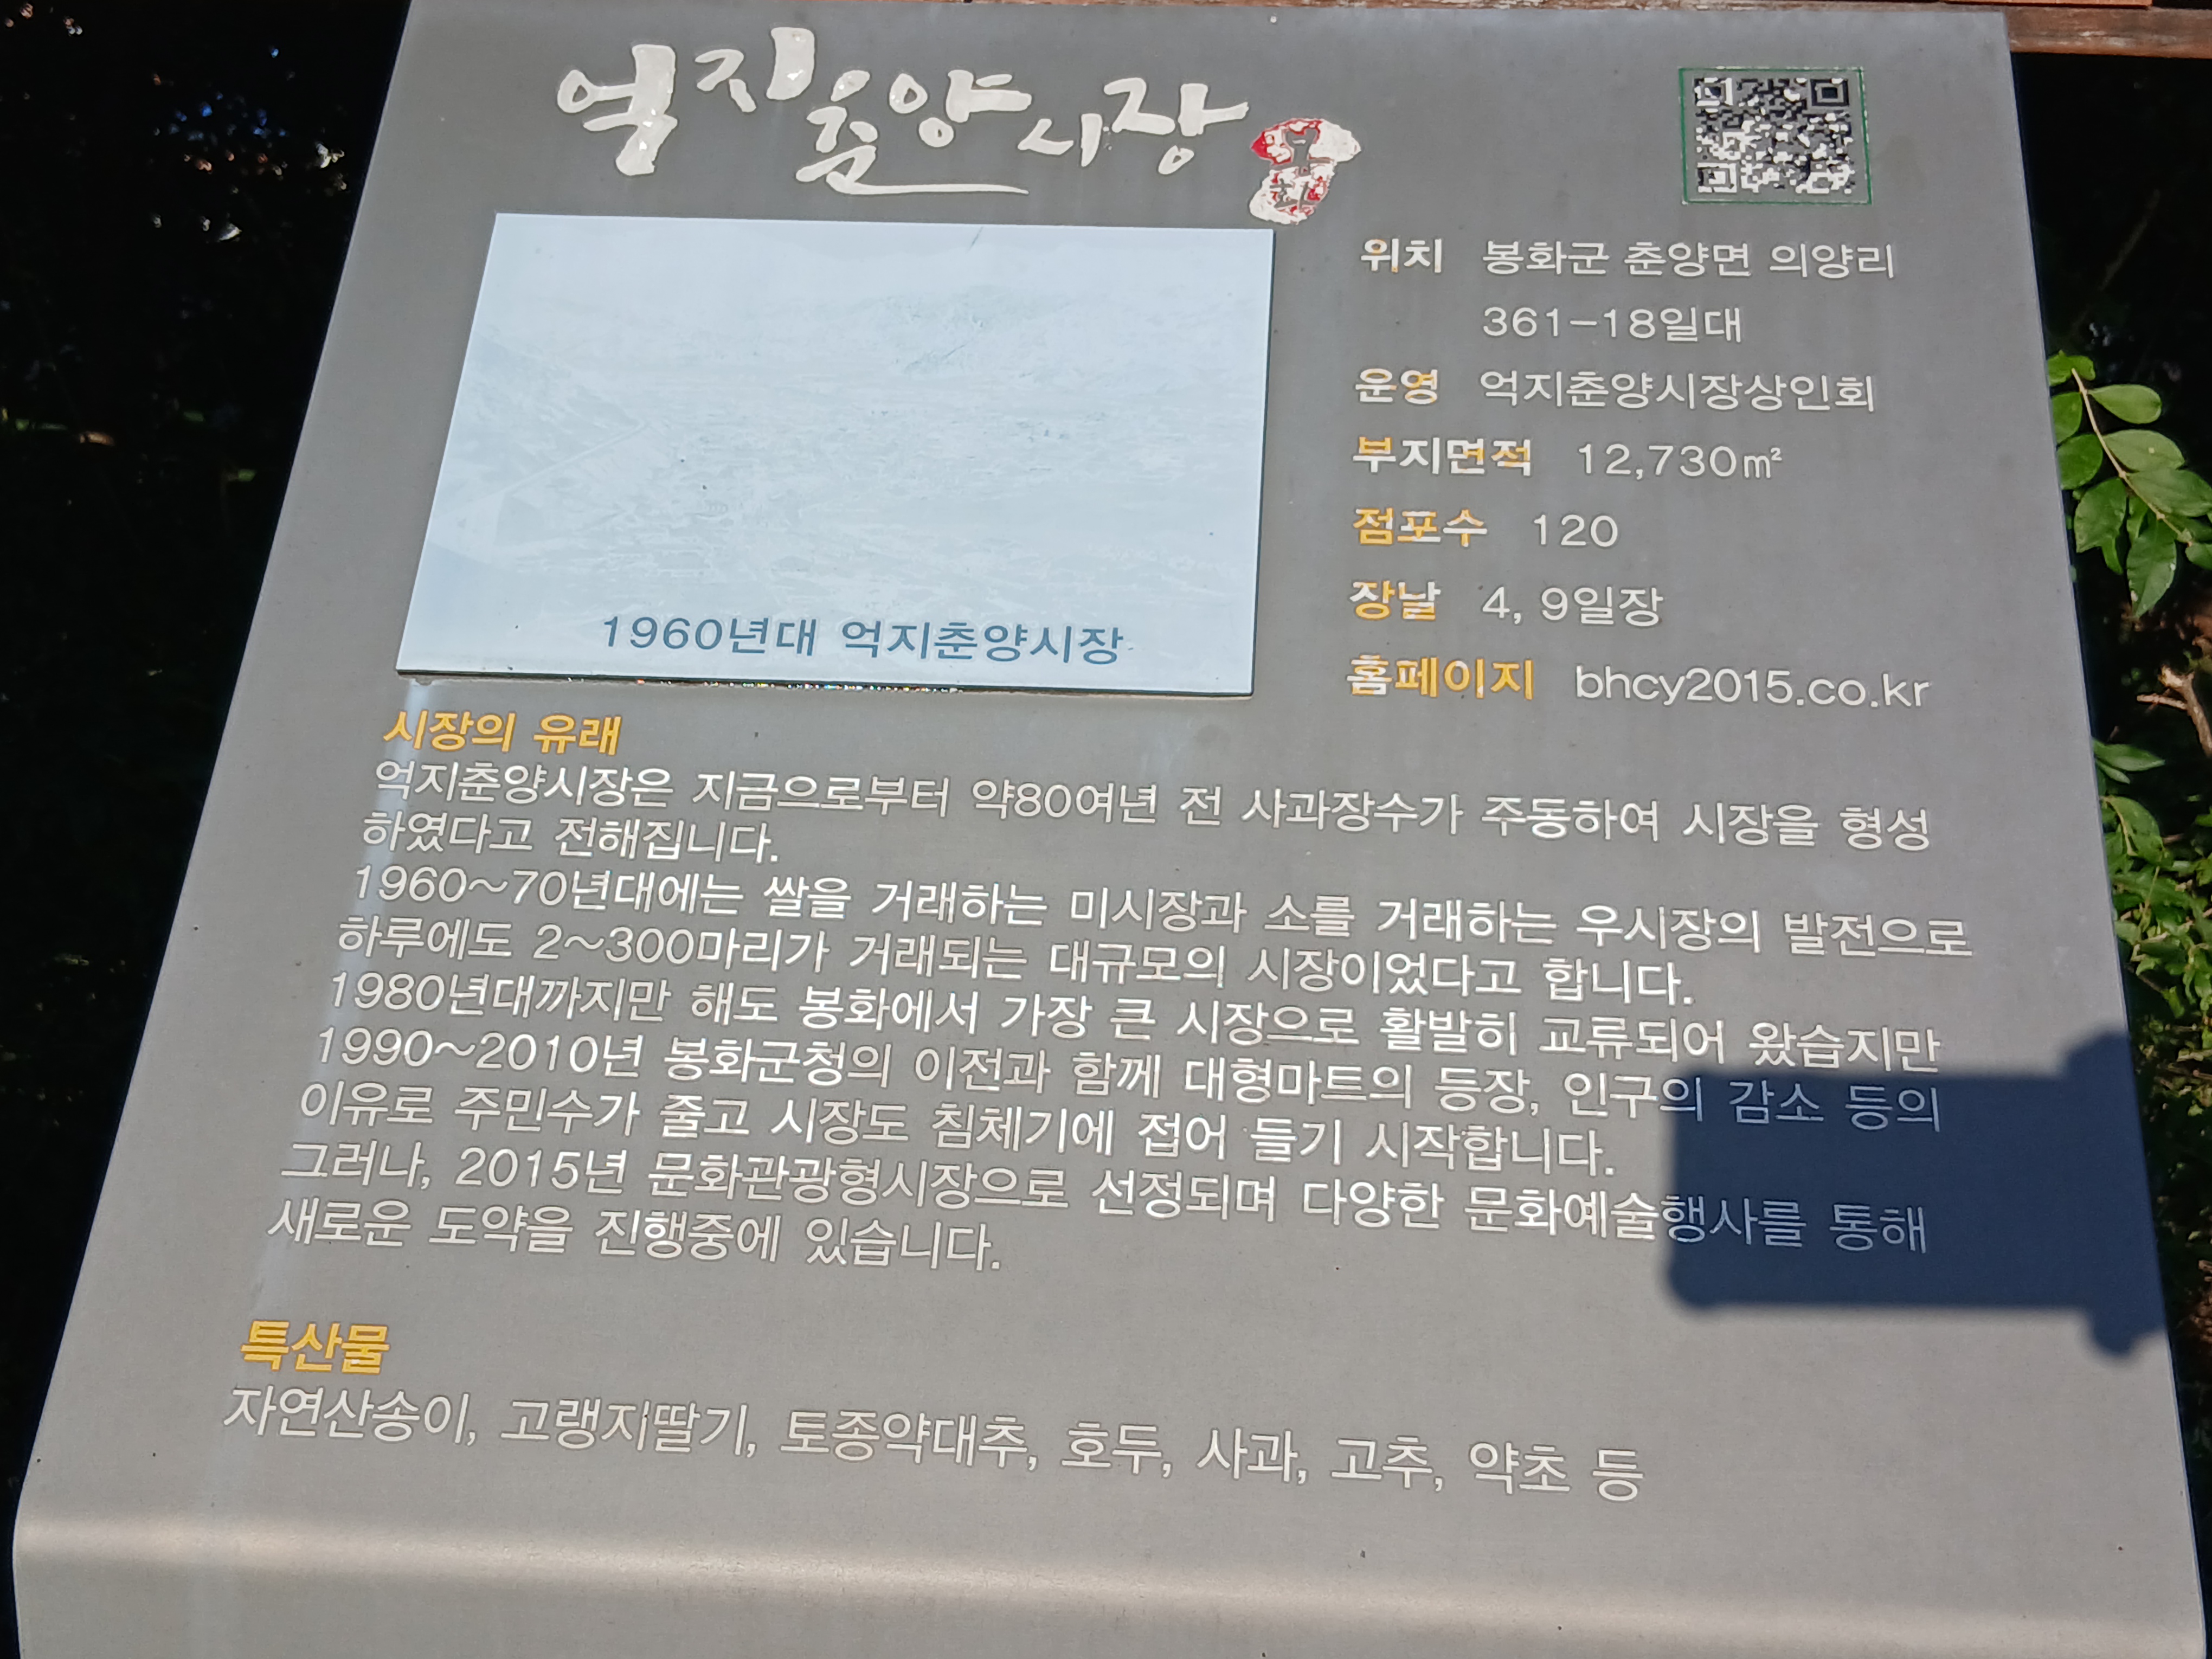 억지춘양시장
봉화
위치 봉화군 춘양면 의양리
361-18일대
운영 억지춘양시장상인회
부지면적 12,730㎡
점포수 120
장날 4, 9일장
홈페이지 bhcy2015.co.kr
1960년대 억지춘양시장
시장의 유래
억지춘양시장은 지금으로부터 약80여년 전 사과장수가 주동하여 시장을 형성
하였다고 전해집니다.
1960~70년대에는 쌀을 거래하는 미시장과 소를 거래하는 우시장의 발전으로
하루에도 2~300마리가 거래되는 대규모의 시장이었다고 합니다.
1980년대까지만 해도 봉화에서 가장 큰 시장으로 활발히 교류되어 왔습지만
1990~2010년 봉화군청의 이전과 함께 대형마트의 등장, 인구의 감소 등의
이유로 주민수가 줄고 시장도 침체기에 접어 들기 시작합니다.
그러나, 2015년 문화관광형시장으로 선정되며 다양한 문화예술행사를 통해
새로운 도약을 진행중에 있습니다.
특산물
자연산송이, 고랭지딸기, 토종약대추, 호두, 사과, 고추, 약초 등